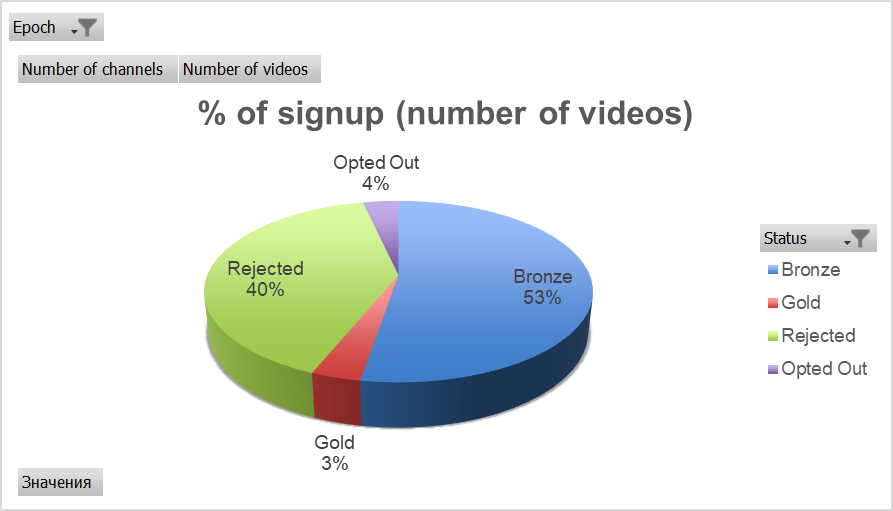 Epoch
Number of channels
Number of videos
% of signup (number of videos)
Opted Out
4%
Rejected
40%
Bronze
53%
Gold
3%
Status
Bronze
Gold
Rejected
Opted Out
Значения